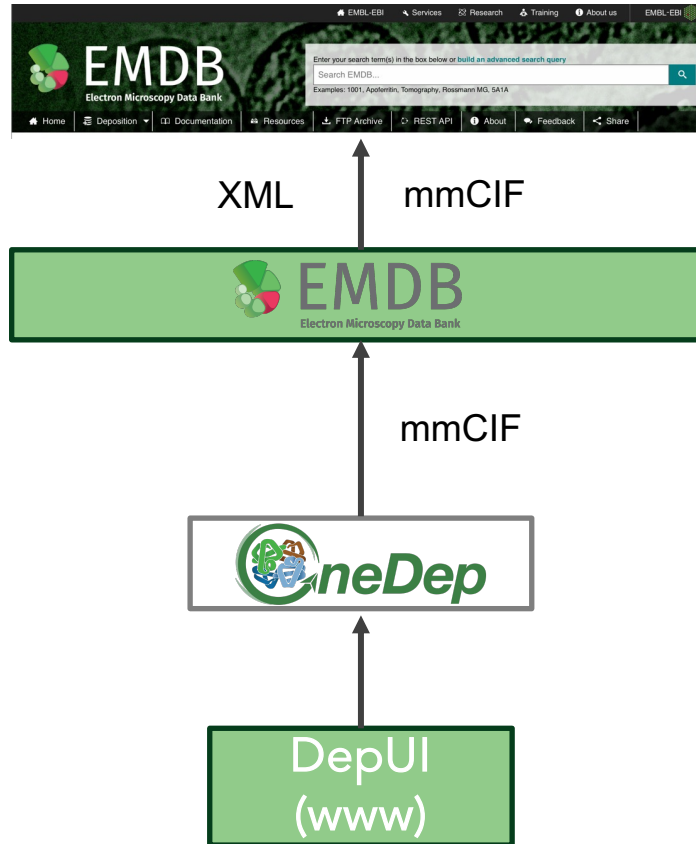 EMBL-EBI Services Research Training About us EMBL-EBI
EMDB
Electron Microscopy Data Bank
Enter your search term(s) in the box below or build an advanced search query
Search EMDB...
Examples: 1001, Apoferritin, Tomography, Rossmann MG, 5A1A
Home Deposition Documentation Resources FTP Archive REST API About Feedback Share
XML mmCIF
EMDB
Electron Microscopy Data Bank
mmCIF
OneDep
DepUI
(www)